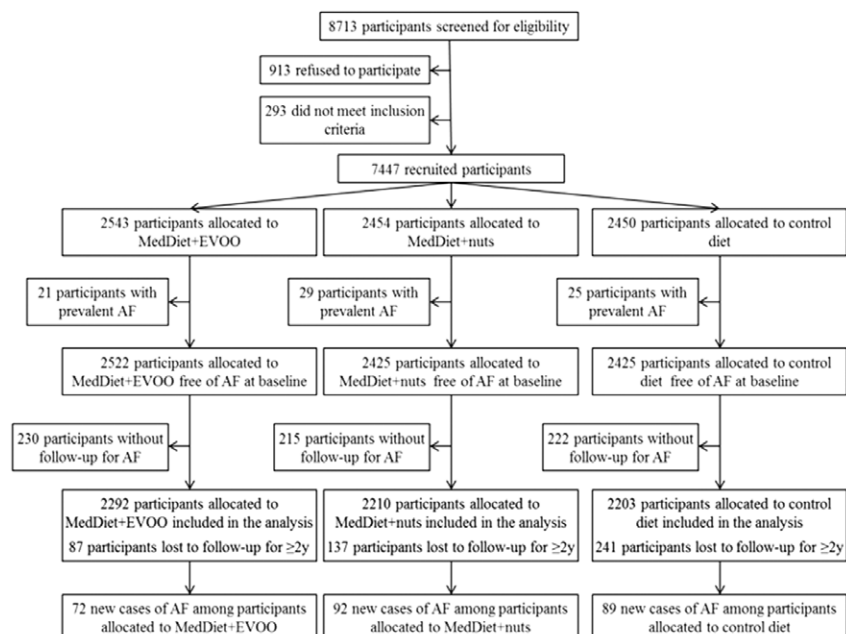 8713 participants screened for eligibility
913 refused to participate
293 did not meet inclusion
criteria
7447 recruited participants
2543 participants allocated to
MedDiet+EVOO
2454 participants allocated to
MedDiet+nuts
2450 participants allocated to control
diet
21 participants with
prevalent AF
29 participants with
prevalent AF
25 participants with
prevalent AF
2522 participants allocated to
MedDiet+EVOO free of AF at baseline
2425 participants allocated to
MedDiet+nuts free of AF at baseline
2425 participants allocated to control
diet free of AF at baseline
230 participants without
follow-up for AF
215 participants without
follow-up for AF
222 participants without
follow-up for AF
2292 participants allocated to
MedDiet+EVOO included in the analysis
87 participants lost to follow-up for ≥2y
2210 participants allocated to
MedDiet+nuts included in the analysis
137 participants lost to follow-up for ≥2y
2203 participants allocated to control
diet included in the analysis
241 participants lost to follow-up for ≥2y
72 new cases of AF among participants
allocated to MedDiet+EVOO
92 new cases of AF among participants
allocated to MedDiet+nuts
89 new cases of AF among participants
allocated to control diet